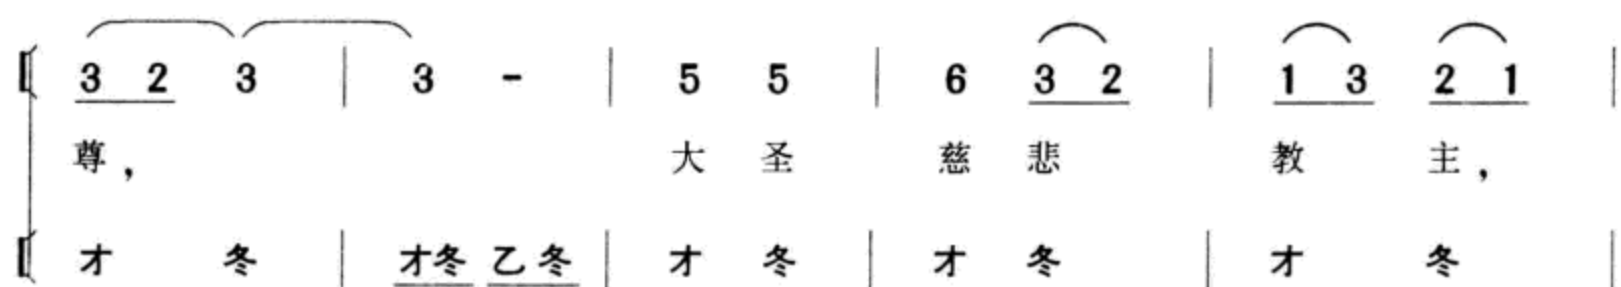 3 2 3 | 3 - | 5 5 | 6 3 2 | 1 3 2 1 |
尊， 大 圣 慈 悲 教 主，
才 冬 | 才冬 乙冬 | 才 冬 | 才 冬 | 才 冬 |